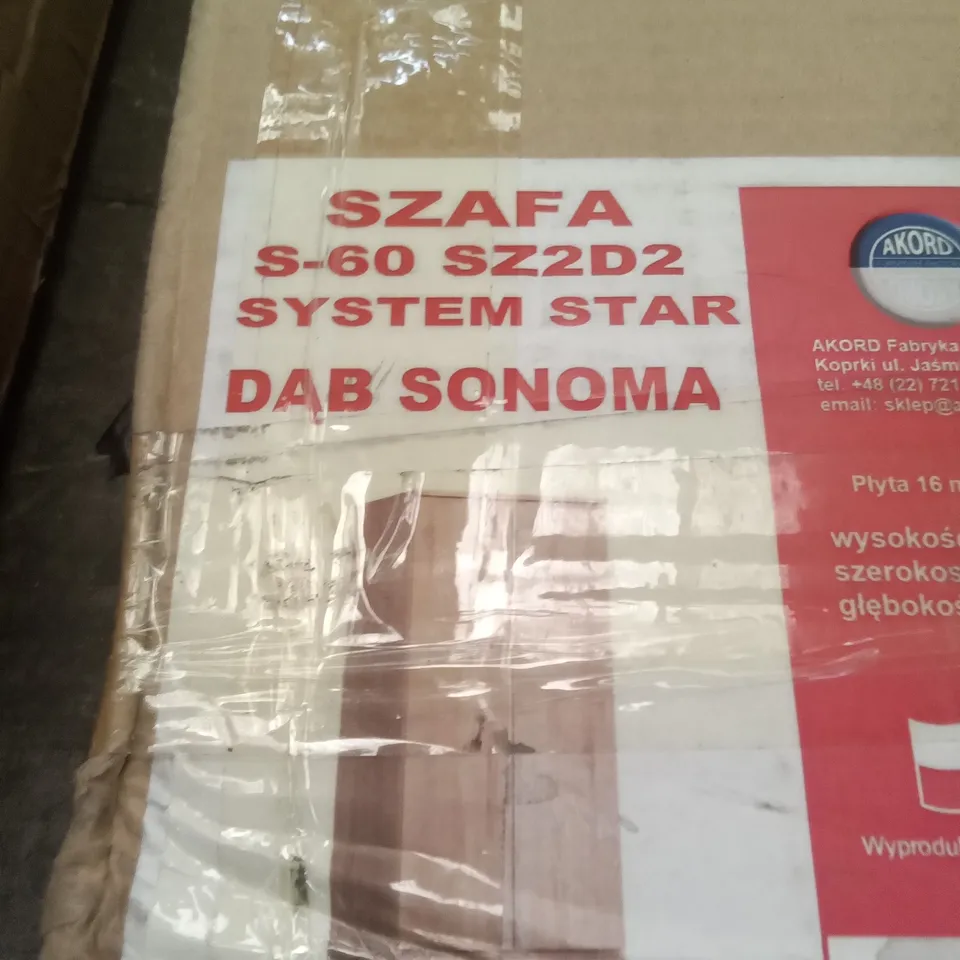 SZAFA
S-60 SZ2D2
SYSTEM STAR
DĄB SONOMA
AKORD
AKORD Fabryka
Koprki ul. Jaśm
tel. +48 (22) 721
email: sklep@a
Płyta 16 m
wysokość
szerokoś
głębokoś
Wyprodu